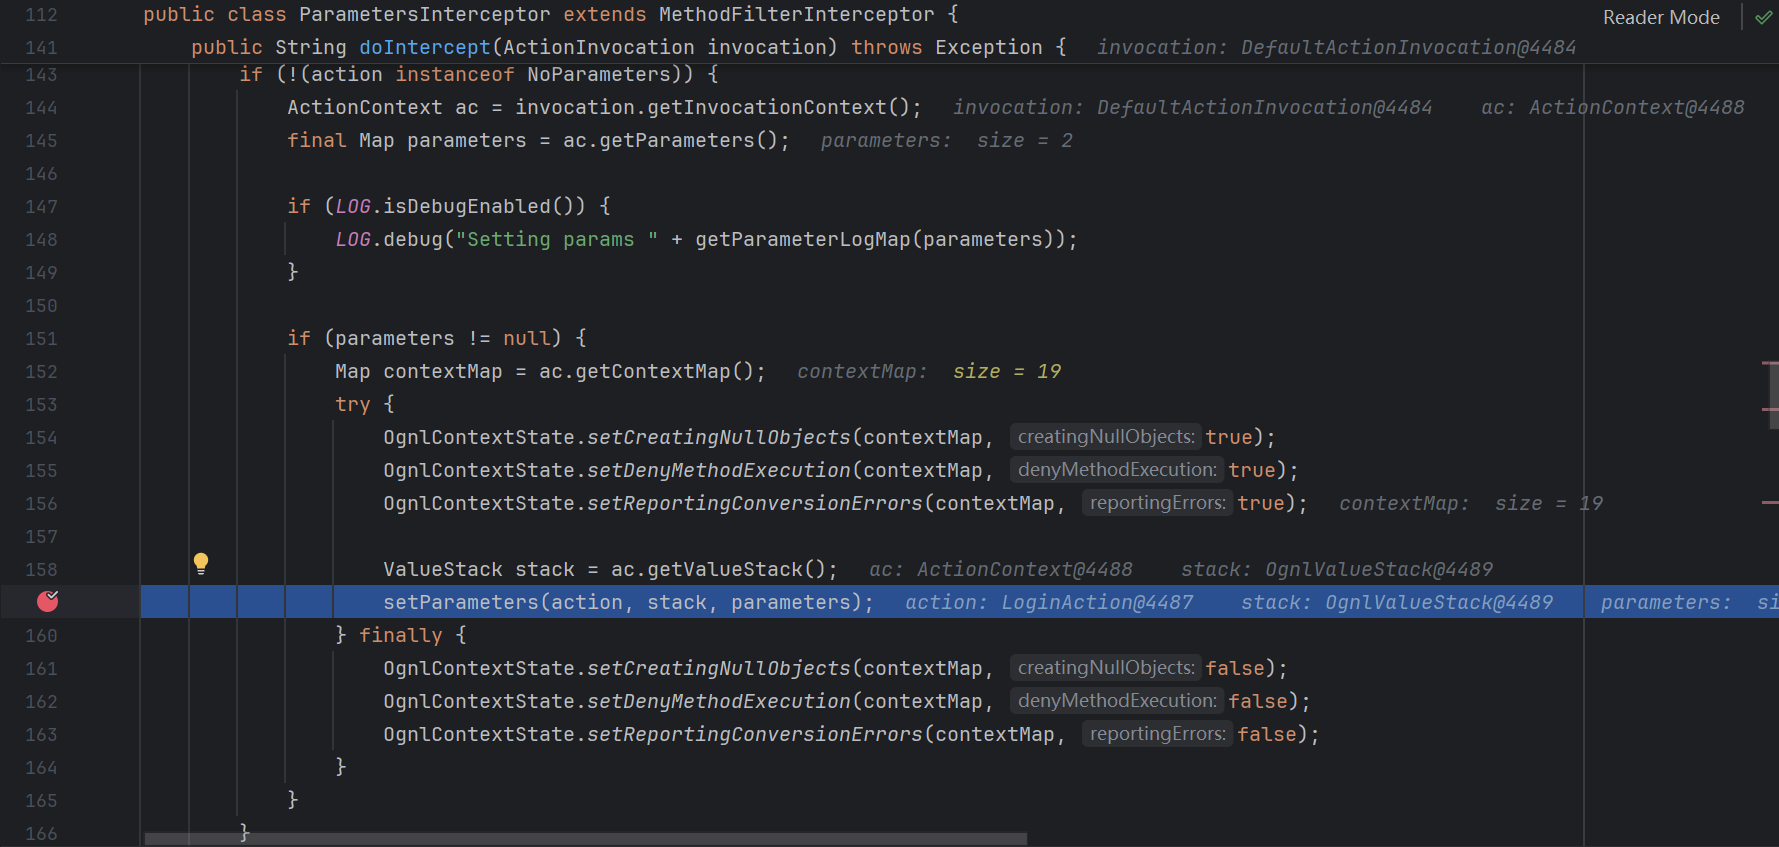 112 public class ParametersInterceptor extends MethodFilterInterceptor { Reader Mode
141 public String doIntercept(ActionInvocation invocation) throws Exception { invocation: DefaultActionInvocation@4484
143 if (!(action instanceof NoParameters)) {
144 ActionContext ac = invocation.getInvocationContext(); invocation: DefaultActionInvocation@4484 ac: ActionContext@4488
145 final Map parameters = ac.getParameters(); parameters: size = 2
146
147 if (LOG.isDebugEnabled()) {
148 LOG.debug("Setting params " + getParameterLogMap(parameters));
149 }
150
151 if (parameters != null) {
152 Map contextMap = ac.getContextMap(); contextMap: size = 19
153 try {
154 OgnlContextState.setCreatingNullObjects(contextMap, creatingNullObjects: true);
155 OgnlContextState.setDenyMethodExecution(contextMap, denyMethodExecution: true);
156 OgnlContextState.setReportingConversionErrors(contextMap, reportingErrors: true); contextMap: size = 19
157
158 ValueStack stack = ac.getValueStack(); ac: ActionContext@4488 stack: OgnlValueStack@4489
setParameters(action, stack, parameters); action: LoginAction@4487 stack: OgnlValueStack@4489 parameters: si
160 } finally {
161 OgnlContextState.setCreatingNullObjects(contextMap, creatingNullObjects: false);
162 OgnlContextState.setDenyMethodExecution(contextMap, denyMethodExecution: false);
163 OgnlContextState.setReportingConversionErrors(contextMap, reportingErrors: false);
164 }
165 }
166 }